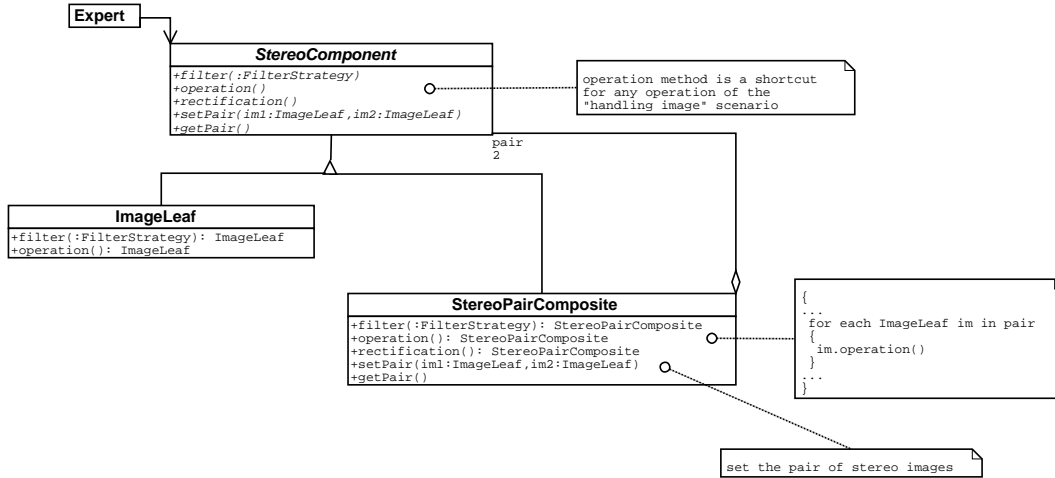 Expert
StereoComponent
+filter(:FilterStrategy)
+operation()
+rectification()
+setPair(im1:ImageLeaf,im2:ImageLeaf)
+getPair()
operation method is a shortcut
for any operation of the
"handling image" scenario
pair
2
ImageLeaf
+filter(:FilterStrategy): ImageLeaf
+operation(): ImageLeaf
StereoPairComposite
+filter(:FilterStrategy): StereoPairComposite
+operation(): StereoPairComposite
+rectification(): StereoPairComposite
+setPair(im1:ImageLeaf,im2:ImageLeaf)
+getPair()
{
...
for each ImageLeaf im in pair
{
im.operation()
}
...
}
set the pair of stereo images